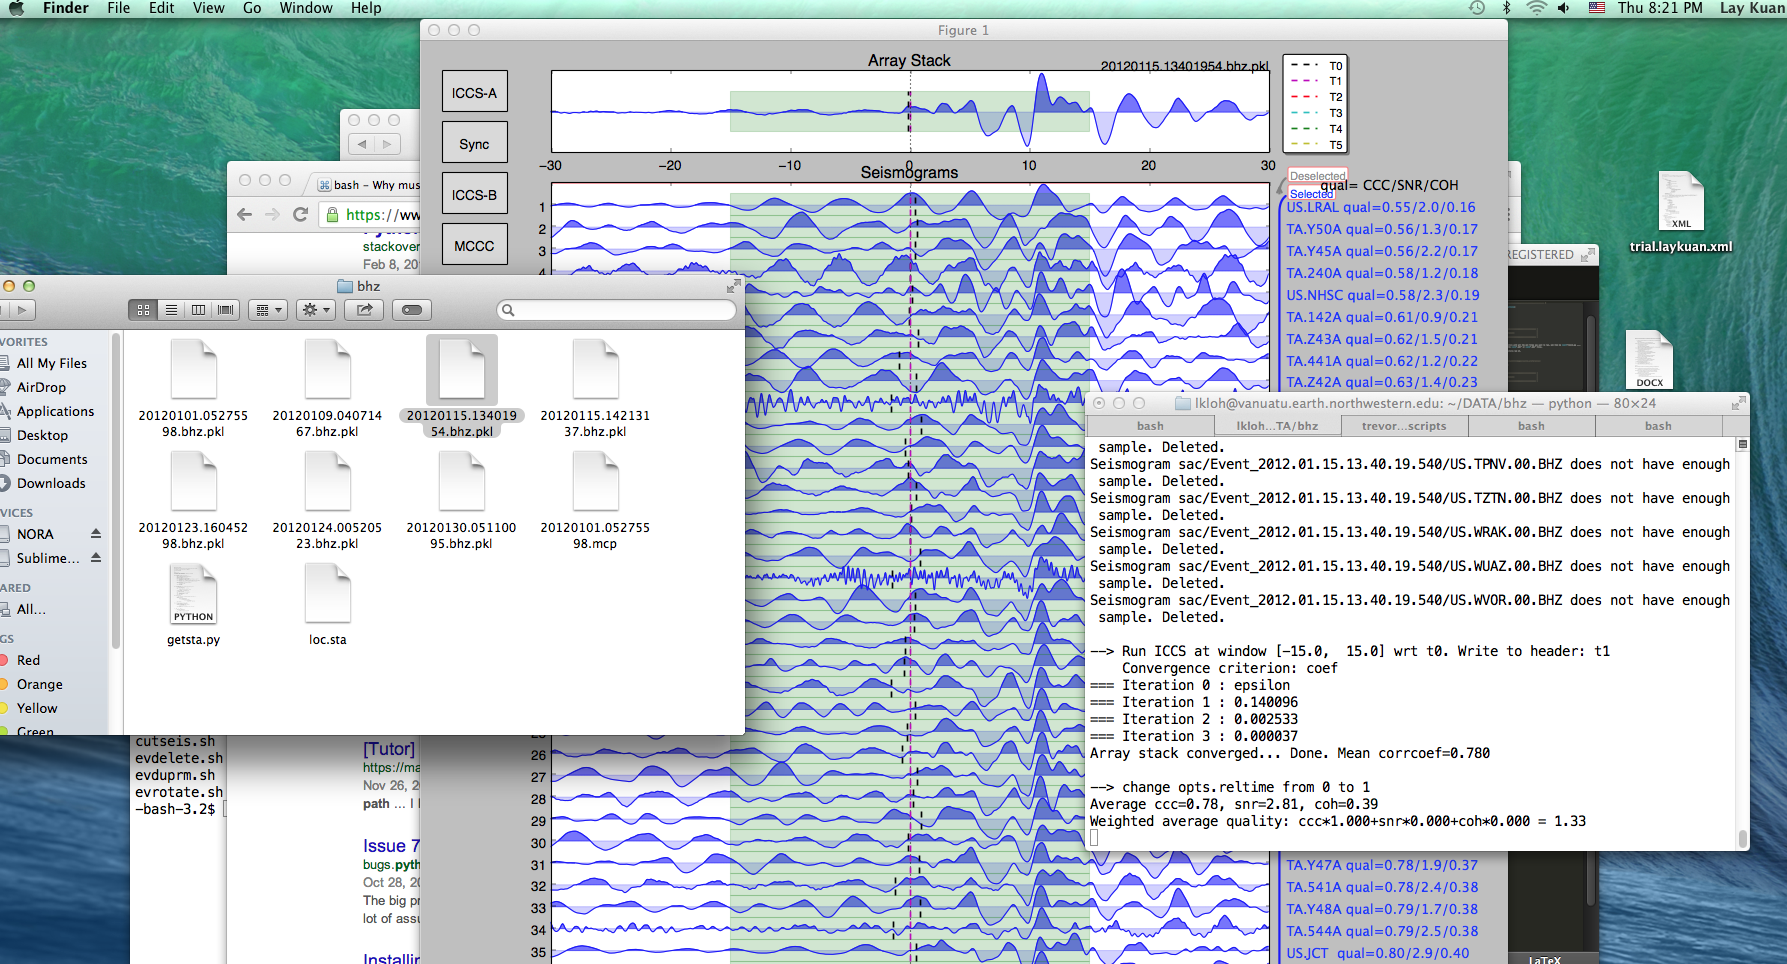 Finder File Edit View Go Window Help
Thu 8:21 PM Lay Kuan
Figure 1
ICCS-A
Sync
ICCS-B
MCCC
Array Stack
20120115.13401954.bhz.pkl
-30 -20 -10 0 10 20 30
T0
T1
T2
T3
T4
T5
Seismograms
1
2
3
4
Deselected
Selected
qual= CCC/SNR/COH
US.LRAL qual=0.55/2.0/0.16
TA.Y50A qual=0.56/1.3/0.17
TA.Y45A qual=0.56/2.2/0.17
TA.240A qual=0.58/1.2/0.18
US.NHSC qual=0.58/2.3/0.19
TA.142A qual=0.61/0.9/0.21
TA.Z43A qual=0.62/1.5/0.21
TA.441A qual=0.62/1.2/0.22
TA.Z42A qual=0.63/1.4/0.23
bash – Why mus
https://ww
stackover
Feb 8, 20
EGISTERED
XML
trial.laykuan.xml
DOCX
bhz
VORITES
All My Files
AirDrop
Applications
Desktop
Documents
Downloads
VICES
NORA
Sublime...
ARED
All...
GS
Red
Orange
Yellow
Green
20120101.052755
98.bhz.pkl
20120109.040714
67.bhz.pkl
20120115.134019
54.bhz.pkl
20120115.142131
37.bhz.pkl
20120123.160452
98.bhz.pkl
20120124.005205
23.bhz.pkl
20120130.051100
95.bhz.pkl
20120101.052755
98.mcp
PYTHON
getsta.py
loc.sta
lkloh@vanuatu.earth.northwestern.edu: ~/DATA/bhz — python — 80×24
bash lkloh...TA/bhz trevor...scripts bash bash
sample. Deleted.
Seismogram sac/Event_2012.01.15.13.40.19.540/US.TPNV.00.BHZ does not have enough
sample. Deleted.
Seismogram sac/Event_2012.01.15.13.40.19.540/US.TZTN.00.BHZ does not have enough
sample. Deleted.
Seismogram sac/Event_2012.01.15.13.40.19.540/US.WRAK.00.BHZ does not have enough
sample. Deleted.
Seismogram sac/Event_2012.01.15.13.40.19.540/US.WUAZ.00.BHZ does not have enough
sample. Deleted.
Seismogram sac/Event_2012.01.15.13.40.19.540/US.WVOR.00.BHZ does not have enough
sample. Deleted.
--> Run ICCS at window [-15.0, 15.0] wrt t0. Write to header: t1
Convergence criterion: coef
=== Iteration 0 : epsilon
=== Iteration 1 : 0.140096
=== Iteration 2 : 0.002533
=== Iteration 3 : 0.000037
Array stack converged... Done. Mean corrcoef=0.780
--> change opts.reltime from 0 to 1
Average ccc=0.78, snr=2.81, coh=0.39
Weighted average quality: ccc*1.000+snr*0.000+coh*0.000 = 1.33
cutseis.sh
evdelete.sh
evduprm.sh
evrotate.sh
-bash-3.2$
[Tutor]
https://ma
Nov 26, 2
path ... I
Issue 7
bugs.pyth
Oct 28, 20
The big pr
lot of assu
Installin
26
27
28
29
30
31
32
33
34
35
TA.Y47A qual=0.78/1.9/0.37
TA.541A qual=0.78/2.4/0.38
TA.Y48A qual=0.79/1.7/0.38
TA.544A qual=0.79/2.5/0.38
US.JCT qual=0.80/2.9/0.40
LaTeX